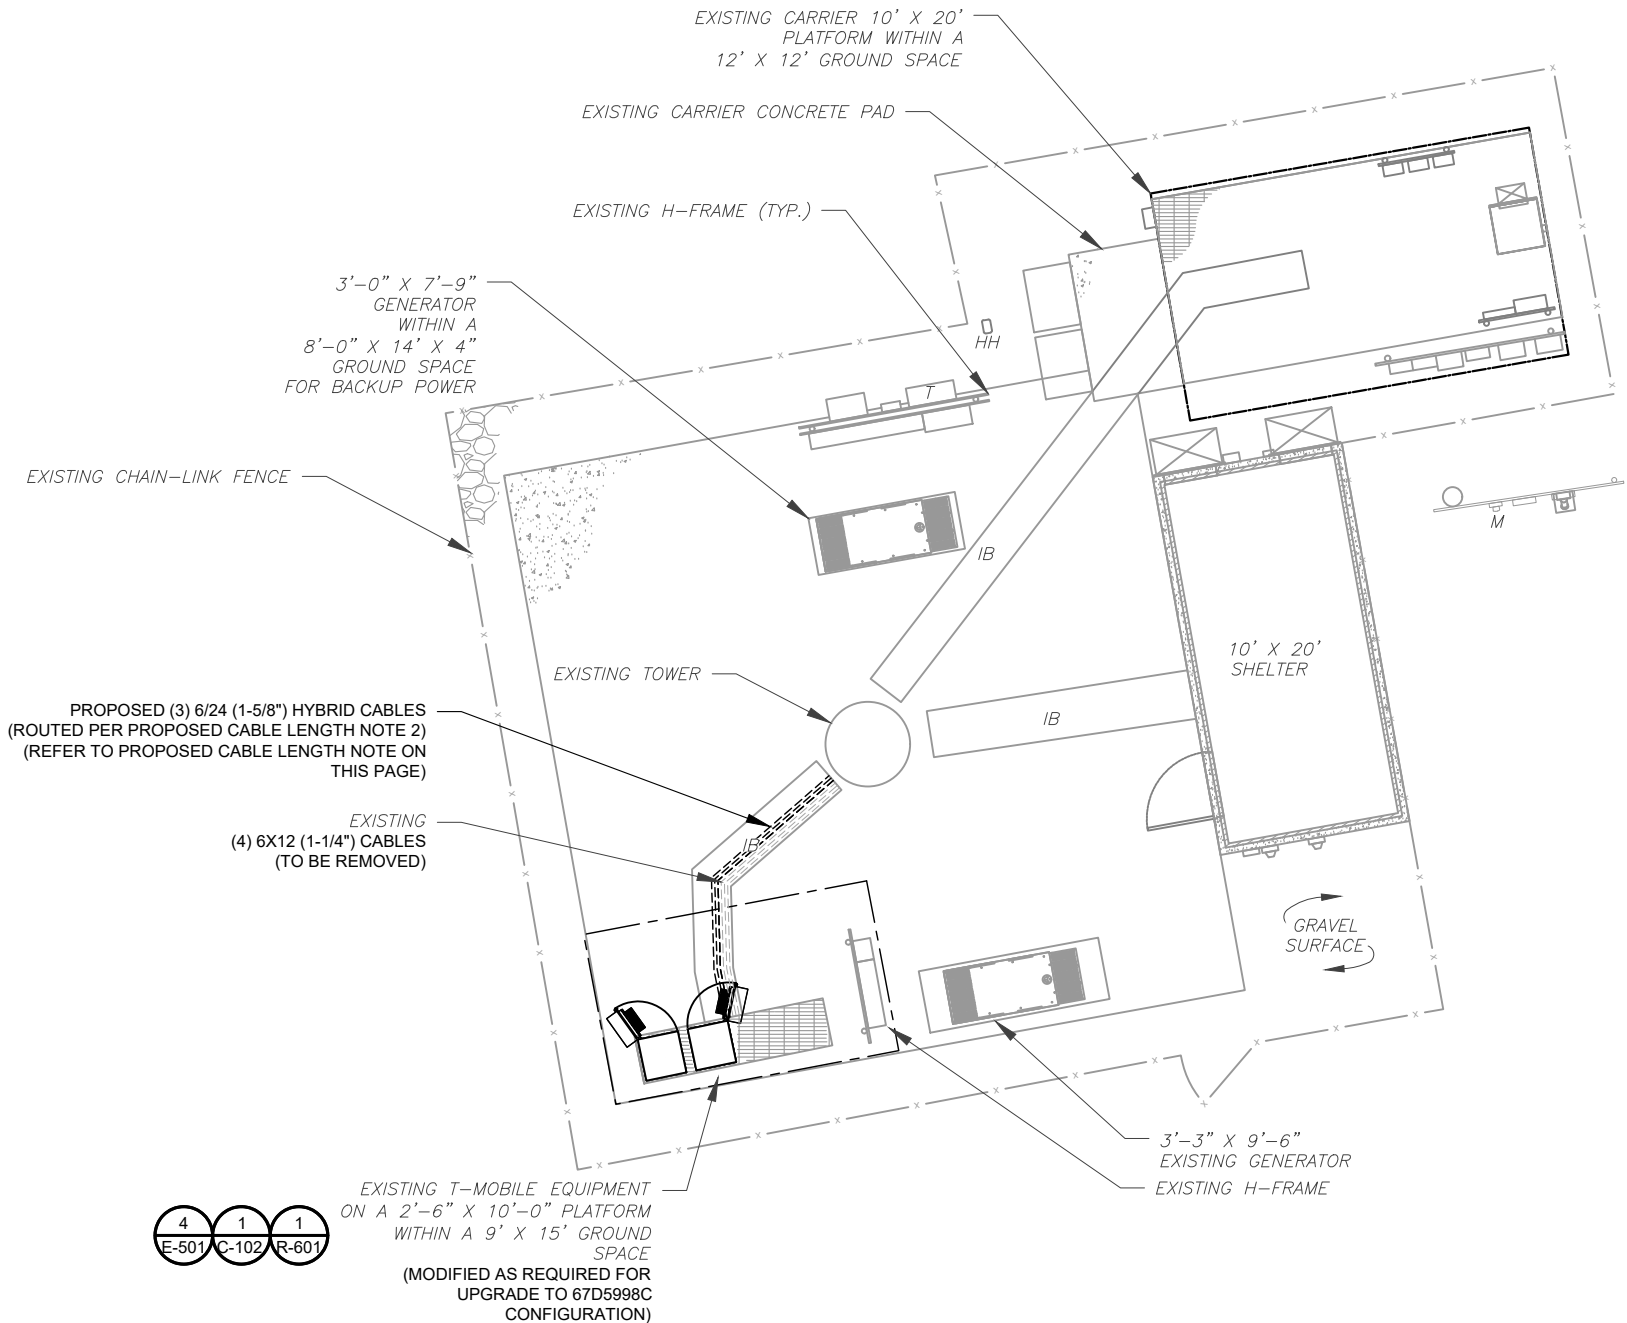 EXISTING CARRIER 10' X 20'
PLATFORM WITHIN A
12' X 12' GROUND SPACE
EXISTING CARRIER CONCRETE PAD
EXISTING H-FRAME (TYP.)
3'-0" X 7'-9"
GENERATOR
WITHIN A
8'-0" X 14' X 4"
GROUND SPACE
FOR BACKUP POWER
HH
T
EXISTING CHAIN-LINK FENCE
M
IB
10' X 20'
SHELTER
EXISTING TOWER
IB
PROPOSED (3) 6/24 (1-5/8") HYBRID CABLES
(ROUTED PER PROPOSED CABLE LENGTH NOTE 2)
(REFER TO PROPOSED CABLE LENGTH NOTE ON
THIS PAGE)
EXISTING
(4) 6X12 (1-1/4") CABLES
(TO BE REMOVED)
IB
GRAVEL
SURFACE
3'-3" X 9'-6"
EXISTING GENERATOR
EXISTING H-FRAME
EXISTING T-MOBILE EQUIPMENT
ON A 2'-6" X 10'-0" PLATFORM
WITHIN A 9' X 15' GROUND
SPACE
(MODIFIED AS REQUIRED FOR
UPGRADE TO 67D5998C
CONFIGURATION)
4
E-501
1
C-102
1
R-601